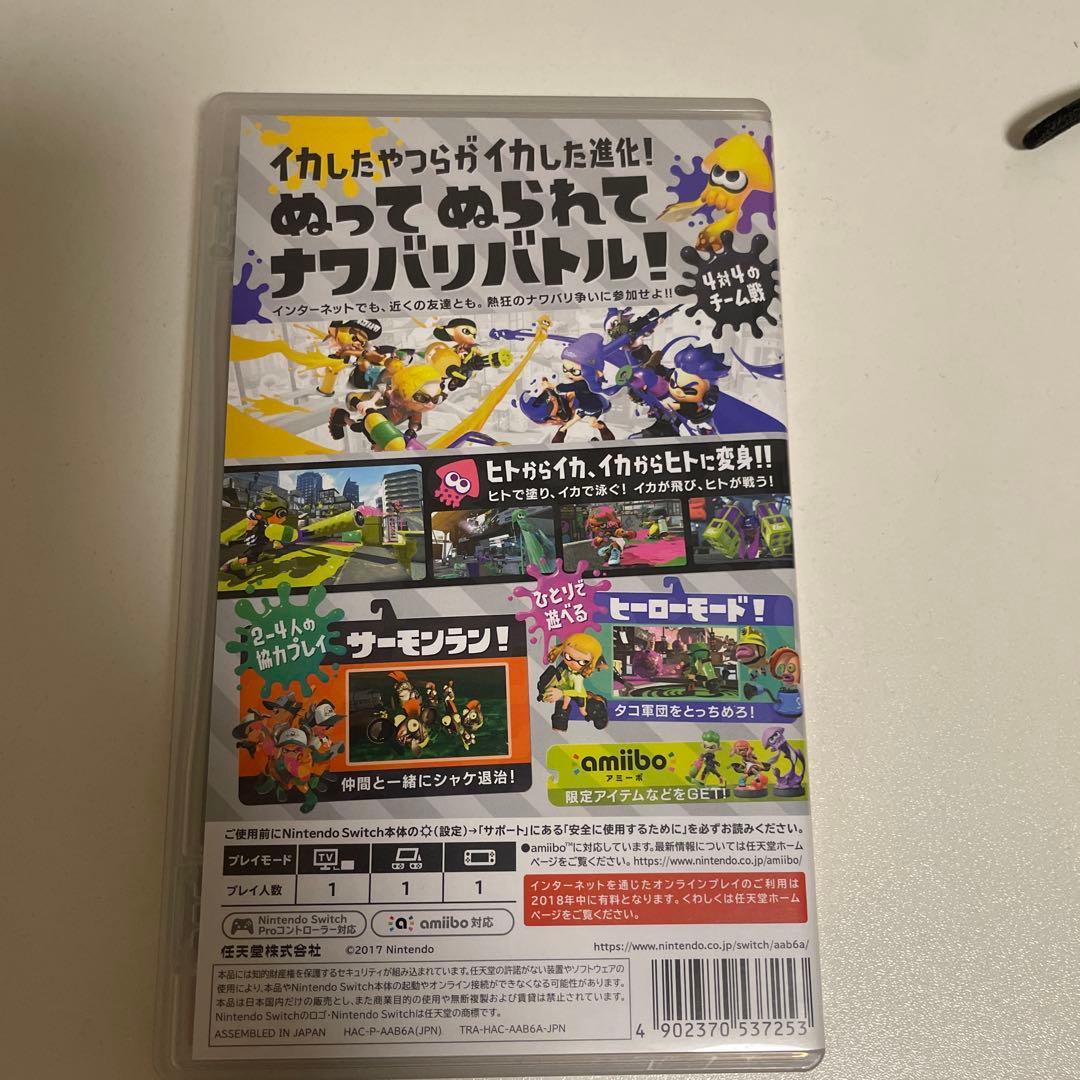 イカしたやつらがイカした進化!
ぬって ぬられて
ナワバリバトル!
インターネットでも、近くの友達とも。熱狂のナワバリ争いに参加せよ!!
4対4の
チーム戦
ヒトからイカ、イカからヒトに変身!!
ヒトで塗り、イカで泳ぐ! イカが飛び、ヒトが戦う!
2-4人の
協力プレイ
サーモンラン!
仲間と一緒にシャケ退治!
ひとりで
遊べる
ヒーローモード!
タコ軍団をとっちめろ!
amiibo
アミーボ
限定アイテムなどをGET!
ご使用前にNintendo Switch本体の(設定)→「サポート」にある「安全に使用するために」を必ずお読みください。
プレイモード TV
プレイ人数 1 1 1
●amiibo™に対応しています。最新情報については任天堂ホーム
ページをご覧ください。https://www.nintendo.co.jp/amiibo/
インターネットを通じたオンラインプレイのご利用は
2018年中に有料となります。くわしくは任天堂ホーム
ページをご覧ください。
Nintendo Switch
Proコントローラー対応
a amiibo 対応
任天堂株式会社 ©2017 Nintendo
https://www.nintendo.co.jp/switch/aab6a/
本品には知的財産権を保護するセキュリティが組み込まれています。任天堂の許諾がない装置やソフトウェアの
使用により、本品やNintendo Switch本体の起動やオンライン接続ができなくなる可能性があります。
本品は日本国内だけの販売とし、また商業目的の使用や無断複製および賃貸は禁止されています。
Nintendo Switchのロゴ・Nintendo Switchは任天堂の商標です。
ASSEMBLED IN JAPAN HAC-P-AAB6A(JPN) TRA-HAC-AAB6A-JPN
4 902370 537253